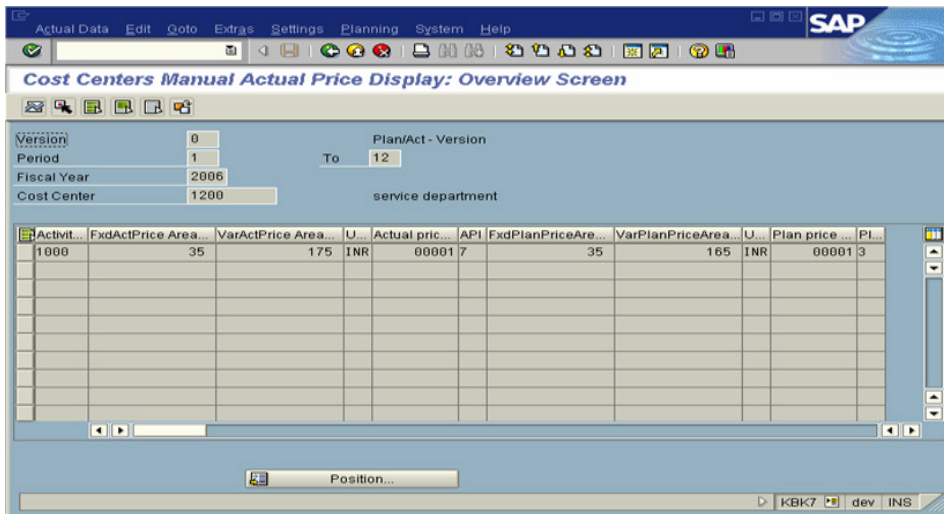 Actual Data Edit Goto Extras Settings Planning System Help
SAP
Cost Centers Manual Actual Price Display: Overview Screen
Version 0 Plan/Act - Version
Period 1 To 12
Fiscal Year 2006
Cost Center 1200 service department
Activit... FxdActPrice Area... VarActPrice Area... U... Actual pric... API FxdPlanPriceAre... VarPlanPriceArea... U... Plan price ... Pl...
1000 35 175 INR 00001 7 35 165 INR 00001 3
Position...
KBK7 dev INS